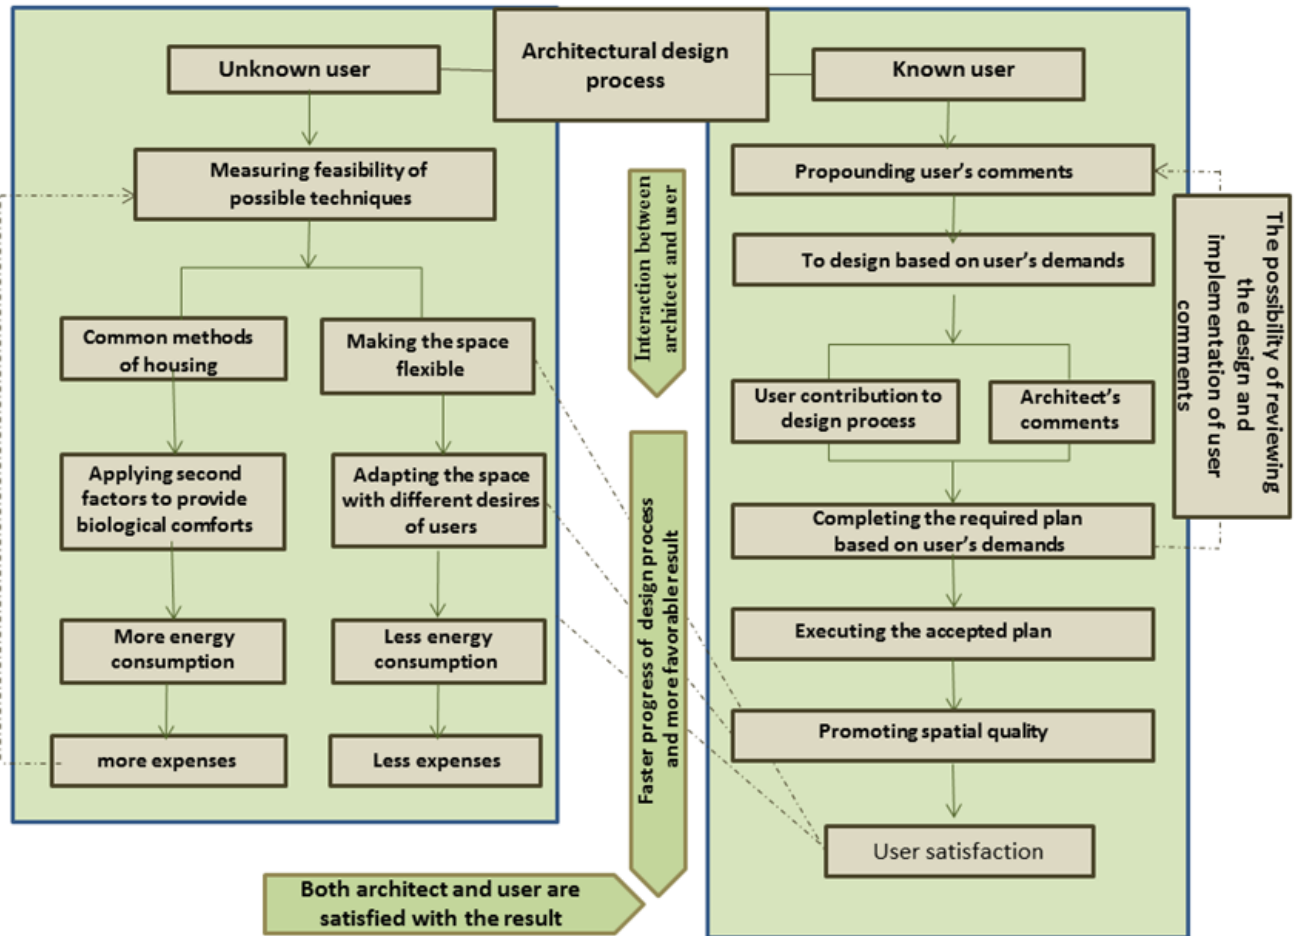 Architectural design
process
Unknown user
Measuring feasibility of
possible techniques
Common methods
of housing
Making the space
flexible
Applying second
factors to provide
biological comforts
Adapting the space
with different desires
of users
More energy
consumption
Less energy
consumption
more expenses
Less expenses
Interaction between
architect and user
Faster progress of design process
and more favorable result
Both architect and user are
satisfied with the result
Known user
Propounding user's comments
To design based on user's demands
User contribution to
design process
Architect's
comments
Completing the required plan
based on user's demands
Executing the accepted plan
Promoting spatial quality
User satisfaction
The possibility of reviewing
the design and
implementation of user
comments